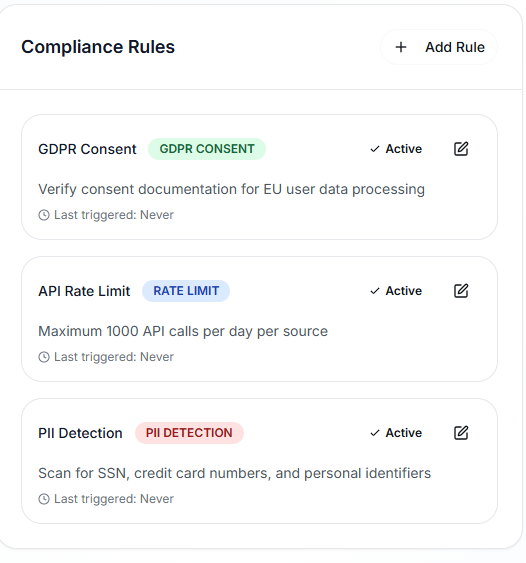 Compliance Rules
Add Rule
GDPR Consent GDPR CONSENT Active
Verify consent documentation for EU user data processing
Last triggered: Never
API Rate Limit RATE LIMIT Active
Maximum 1000 API calls per day per source
Last triggered: Never
PII Detection PII DETECTION Active
Scan for SSN, credit card numbers, and personal identifiers
Last triggered: Never